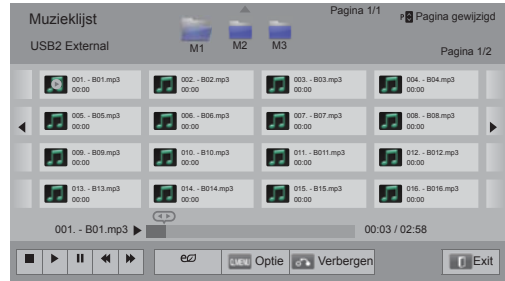 Muzieklijst
Pagina 1/1
P Pagina gewijzigd
USB2 External
M1 M2 M3
Pagina 1/2
001. - B01.mp3
00:00
002. - B02.mp3
00:00
003. - B03.mp3
00:00
004. - B04.mp3
00:00
005. - B05.mp3
00:00
006. - B06.mp3
00:00
007. - B07.mp3
00:00
008. - B08.mp3
00:00
009. - B09.mp3
00:00
010. - B10.mp3
00:00
011. - B011.mp3
00:00
012. - B012.mp3
00:00
013. - B13.mp3
00:00
014. - B014.mp3
00:00
015. - B15.mp3
00:00
016. - B016.mp3
00:00
001. - B01.mp3
00:03 / 02:58
Q.MENU Optie Verbergen
Exit